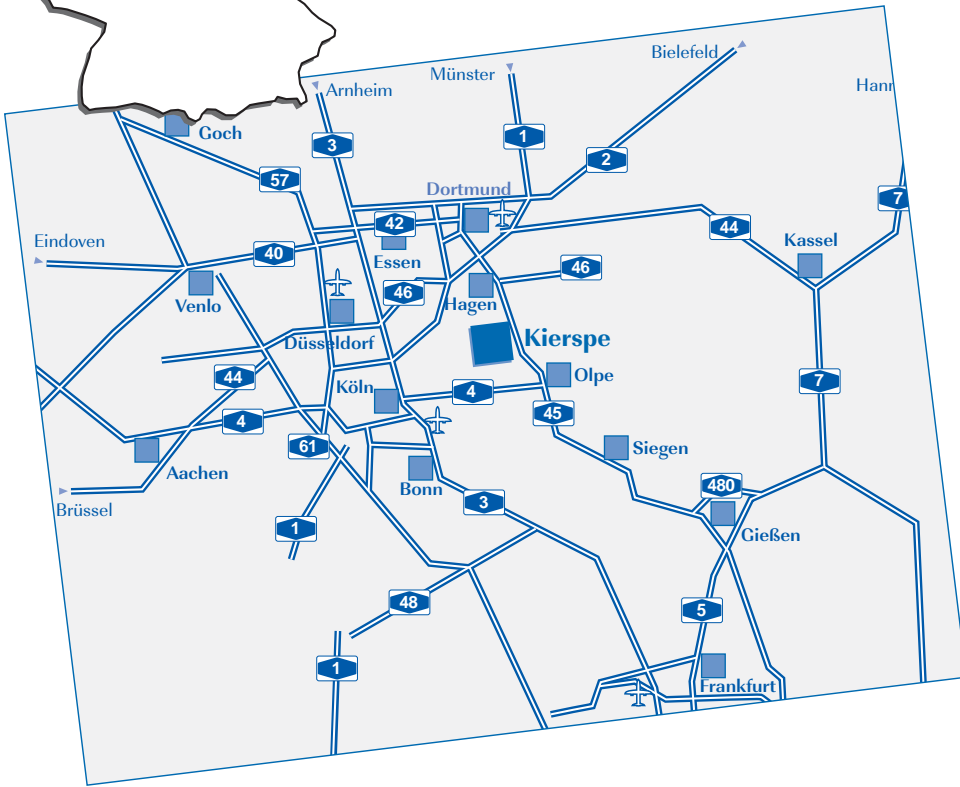 Bielefeld
Münster
Arnheim
Hann
Goch
3
1
2
57
Dortmund
7
42
44
Eindoven
40
Essen
Kassel
46
46
Venlo
Hagen
Düsseldorf
Kierspe
44
Köln
4
Olpe
7
4
45
61
Siegen
Aachen
Bonn
480
Brüssel
3
1
Gießen
48
5
1
Frankfurt